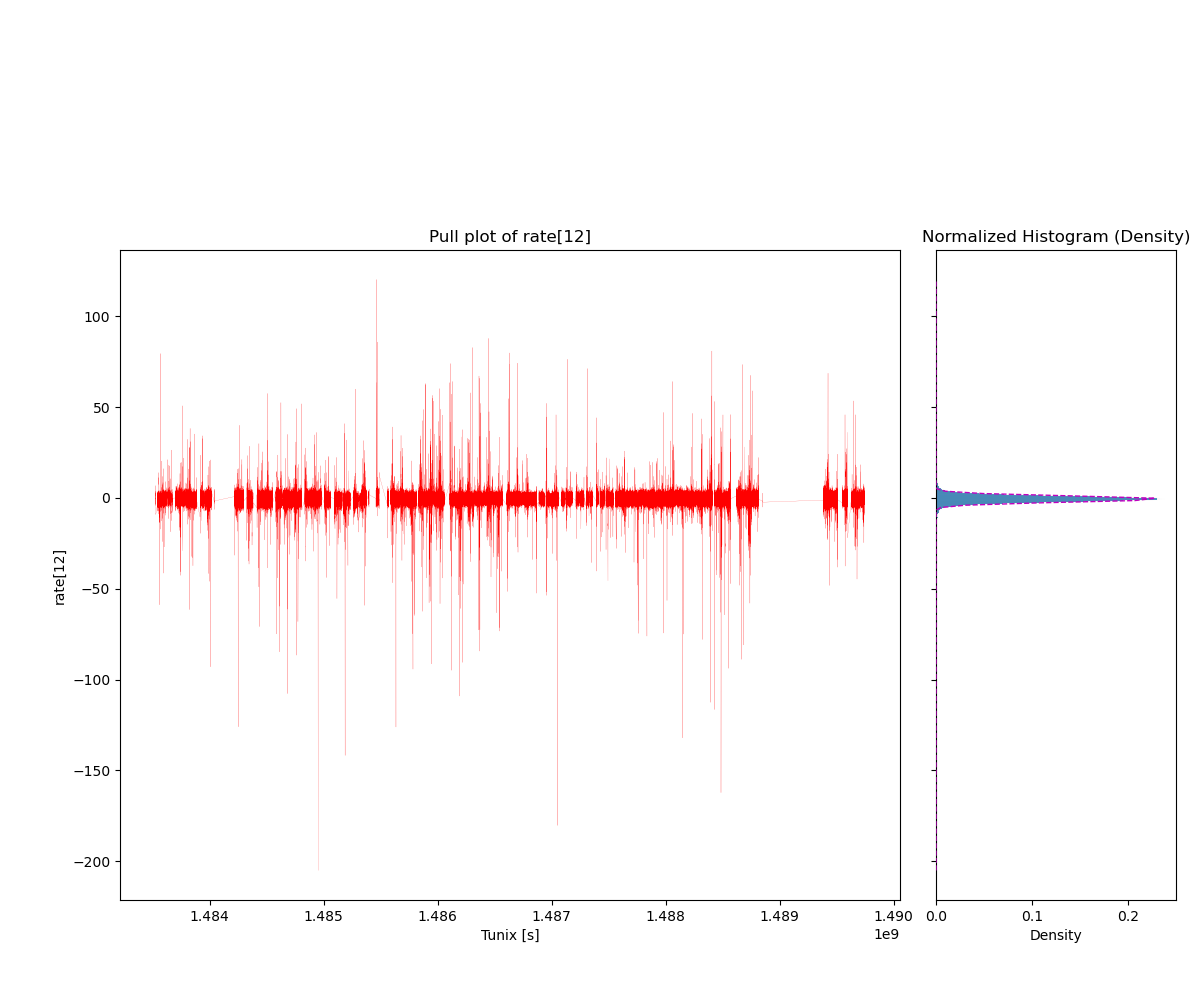 Pull plot of rate[12]
Normalized Histogram (Density)
100
50
0
−50
−100
−150
−200
rate[12]
1.484 1.485 1.486 1.487 1.488 1.489 1.490
1e9
Tunix [s]
0.0 0.1 0.2
Density